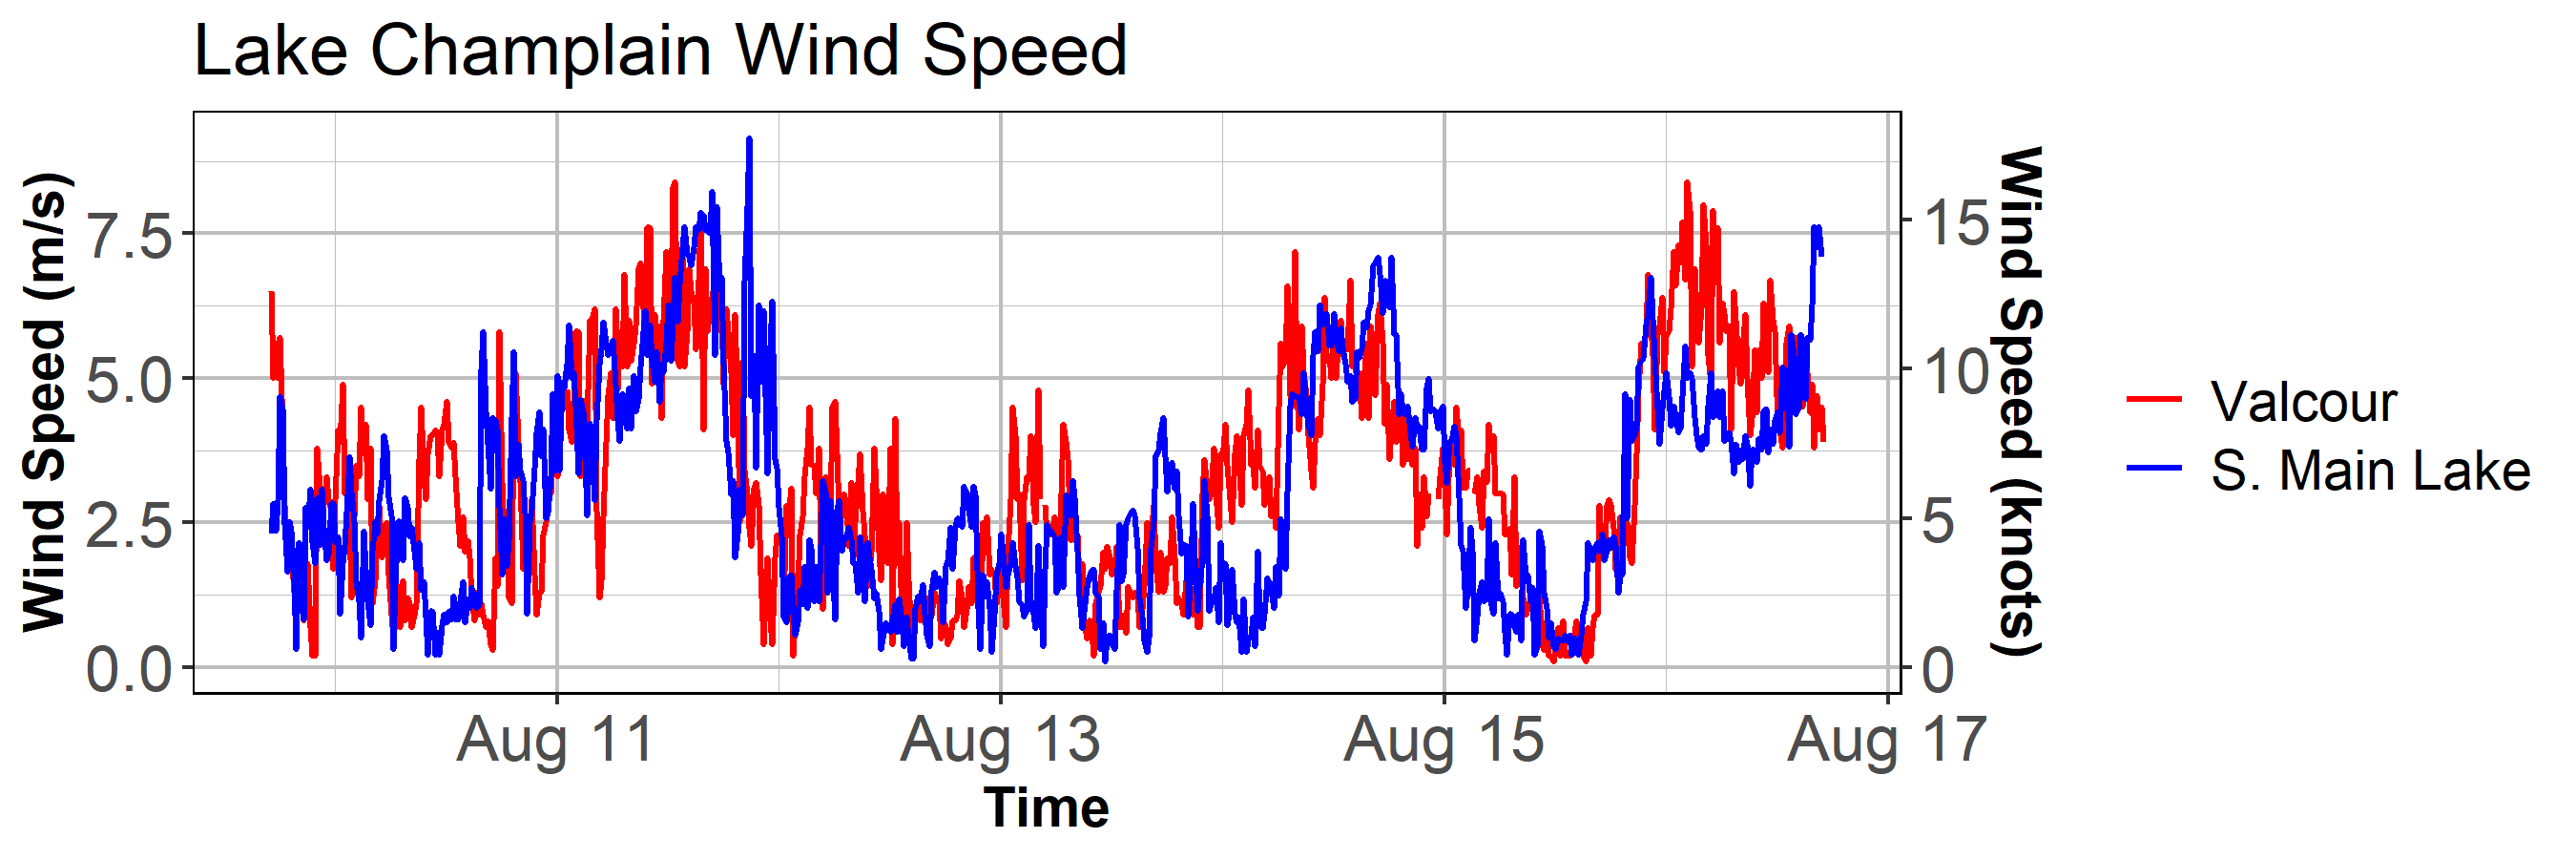 Lake Champlain Wind Speed
Wind Speed (m/s)
7.5
5.0
2.5
0.0
Aug 11
Aug 13
Aug 15
Aug 17
Time
15
10
5
0
Wind Speed (knots)
Valcour
S. Main Lake